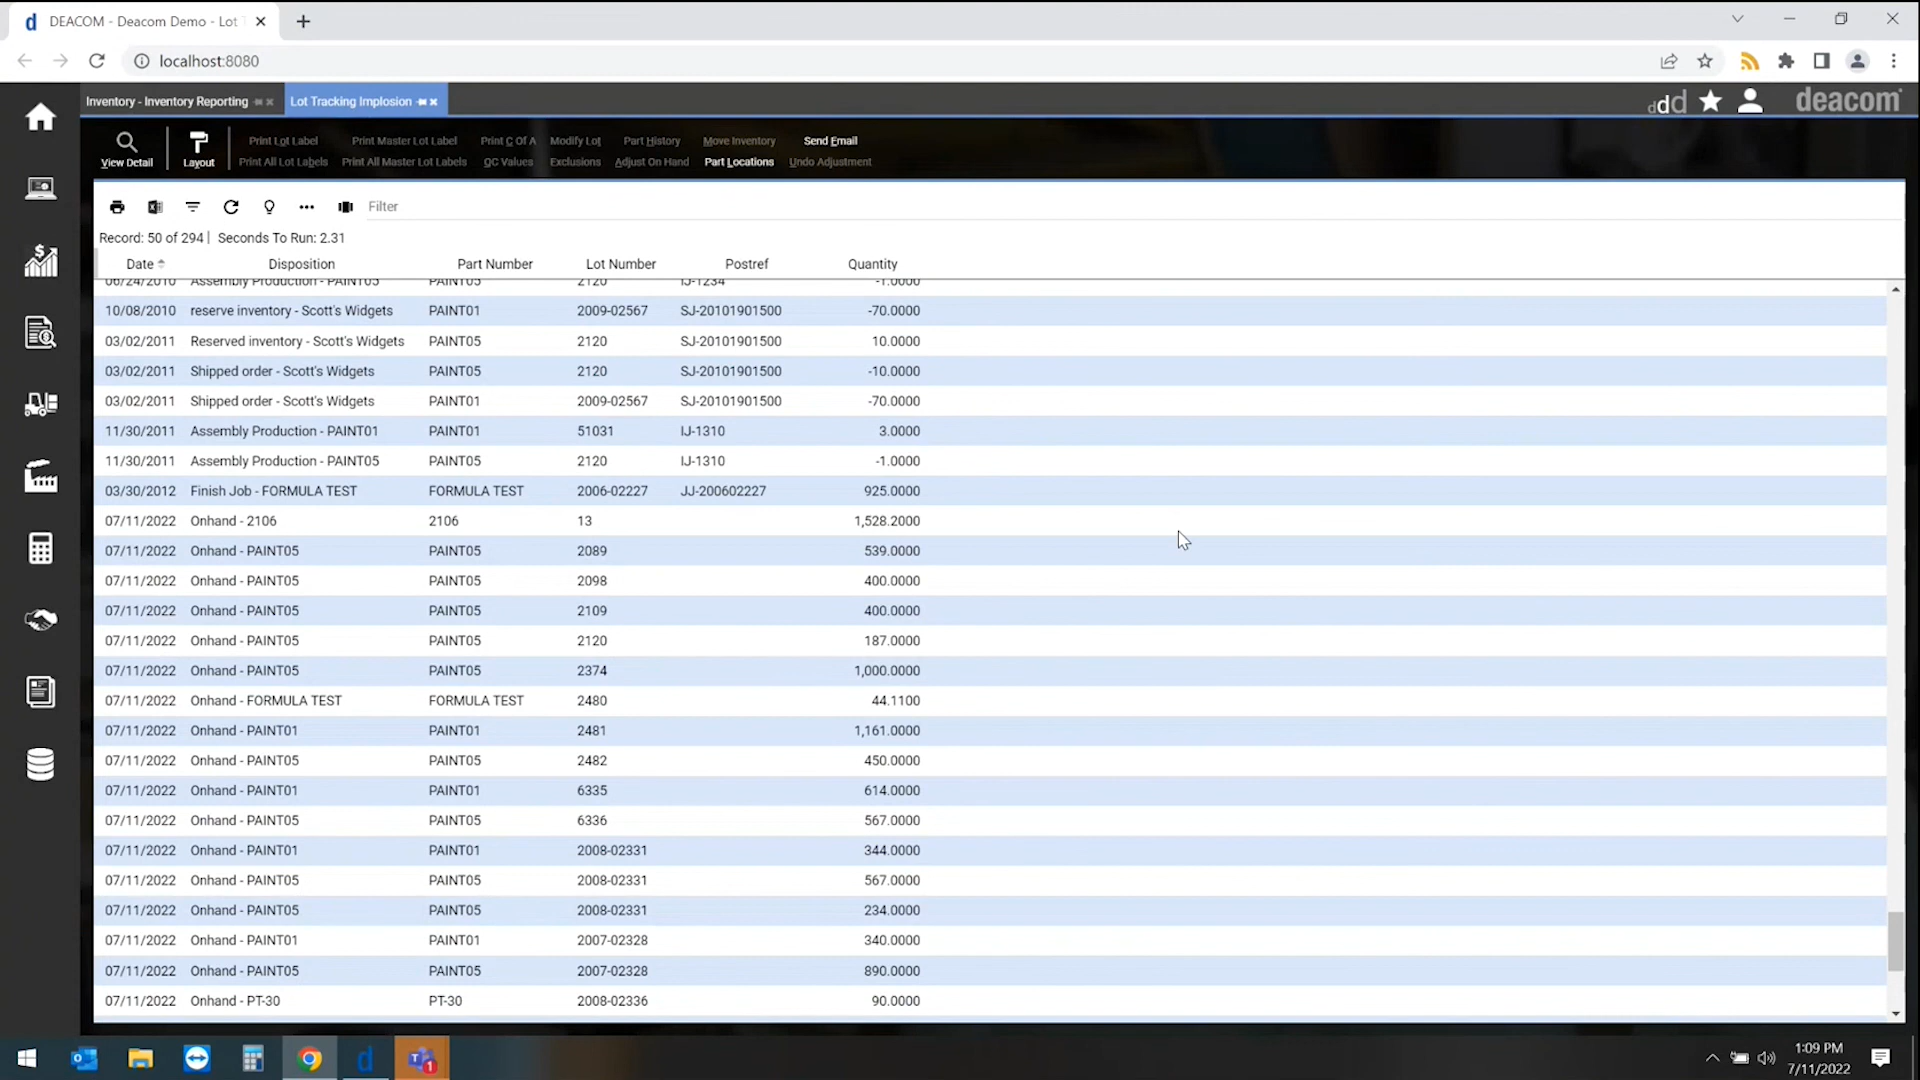 DEACOM - Deacom Demo - Lot
localhost:8080
Inventory - Inventory Reporting Lot Tracking Implosion ddd deacom
View Detail Layout Print Lot Label Print Master Lot Label Print C Of A Modify Lot Part History Move Inventory Send Email
Print All Lot Labels Print All Master Lot Labels QC Values Exclusions Adjust On Hand Part Locations Undo Adjustment
Filter
Record: 50 of 294 | Seconds To Run: 2.31
Date Disposition Part Number Lot Number Postref Quantity
06/24/2010 Assembly Production - PAINT05 PAINT05 2120 IJ-1234 -1.0000
10/08/2010 reserve inventory - Scott's Widgets PAINT01 2009-02567 SJ-20101901500 -70.0000
03/02/2011 Reserved inventory - Scott's Widgets PAINT05 2120 SJ-20101901500 10.0000
03/02/2011 Shipped order - Scott's Widgets PAINT05 2120 SJ-20101901500 -10.0000
03/02/2011 Shipped order - Scott's Widgets PAINT01 2009-02567 SJ-20101901500 -70.0000
11/30/2011 Assembly Production - PAINT01 PAINT01 51031 IJ-1310 3.0000
11/30/2011 Assembly Production - PAINT05 PAINT05 2120 IJ-1310 -1.0000
03/30/2012 Finish Job - FORMULA TEST FORMULA TEST 2006-02227 JJ-200602227 925.0000
07/11/2022 Onhand - 2106 2106 13 1,528.2000
07/11/2022 Onhand - PAINT05 PAINT05 2089 539.0000
07/11/2022 Onhand - PAINT05 PAINT05 2098 400.0000
07/11/2022 Onhand - PAINT05 PAINT05 2109 400.0000
07/11/2022 Onhand - PAINT05 PAINT05 2120 187.0000
07/11/2022 Onhand - PAINT05 PAINT05 2374 1,000.0000
07/11/2022 Onhand - FORMULA TEST FORMULA TEST 2480 44.1100
07/11/2022 Onhand - PAINT01 PAINT01 2481 1,161.0000
07/11/2022 Onhand - PAINT05 PAINT05 2482 450.0000
07/11/2022 Onhand - PAINT01 PAINT01 6335 614.0000
07/11/2022 Onhand - PAINT05 PAINT05 6336 567.0000
07/11/2022 Onhand - PAINT01 PAINT01 2008-02331 344.0000
07/11/2022 Onhand - PAINT05 PAINT05 2008-02331 567.0000
07/11/2022 Onhand - PAINT05 PAINT05 2008-02331 234.0000
07/11/2022 Onhand - PAINT01 PAINT01 2007-02328 340.0000
07/11/2022 Onhand - PAINT05 PAINT05 2007-02328 890.0000
07/11/2022 Onhand - PT-30 PT-30 2008-02336 90.0000
1:09 PM
7/11/2022